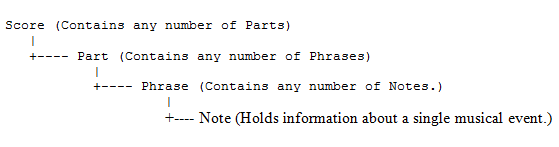 Score (Contains any number of Parts)
|
+---- Part (Contains any number of Phrases)
|
+---- Phrase (Contains any number of Notes.)
|
+---- Note (Holds information about a single musical event.)